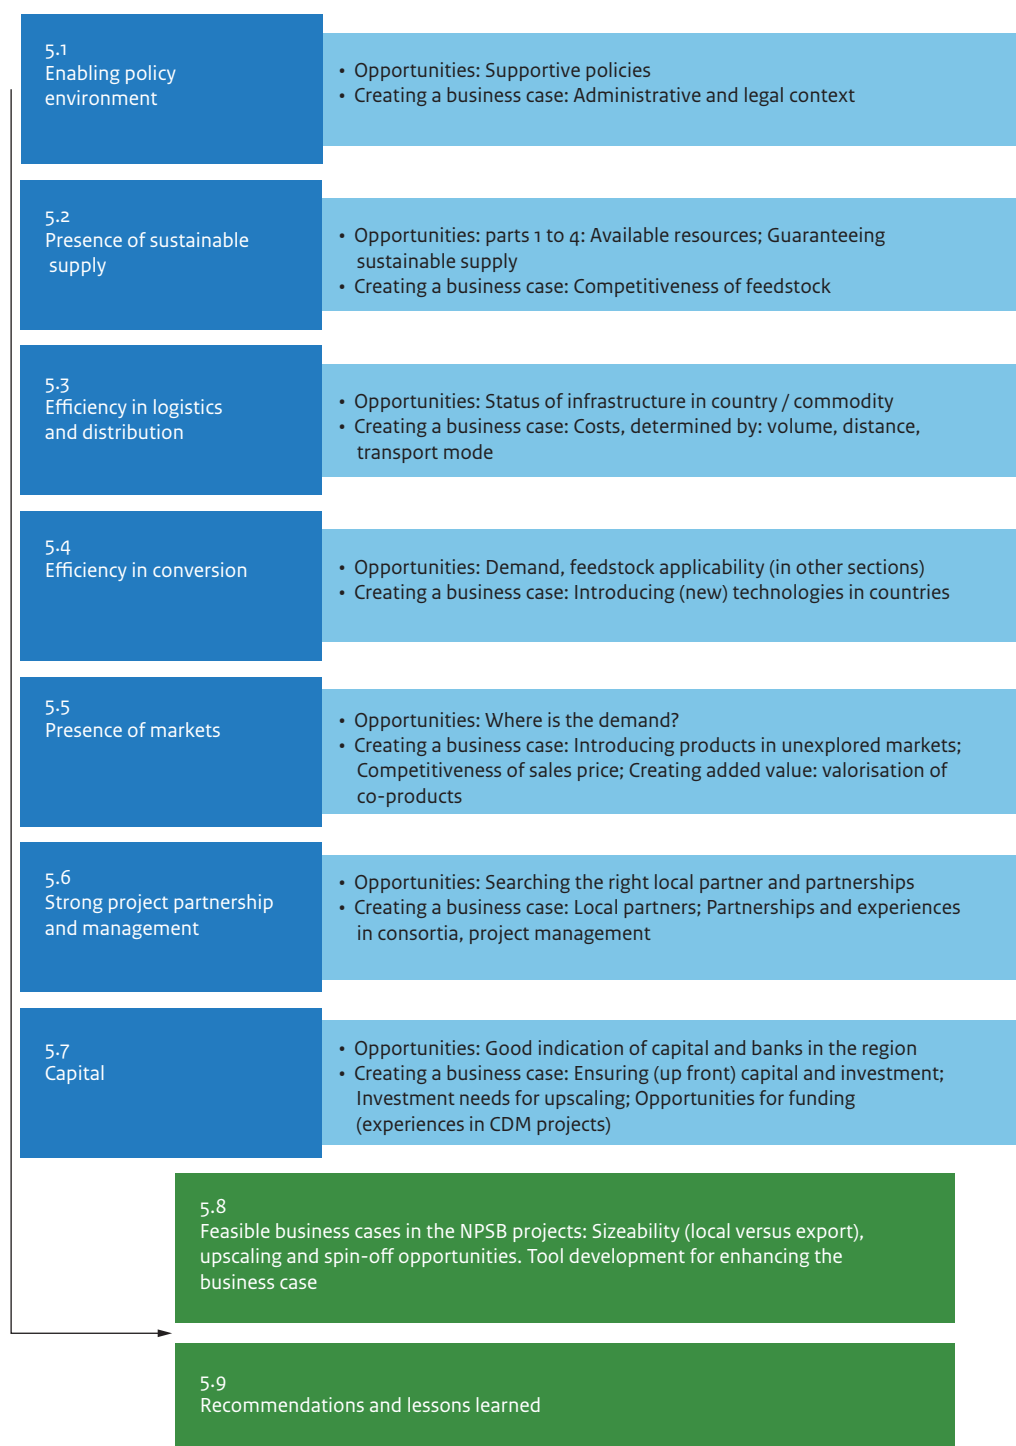 5.1
Enabling policy
environment
• Opportunities: Supportive policies
• Creating a business case: Administrative and legal context
5.2
Presence of sustainable
supply
• Opportunities: parts 1 to 4: Available resources; Guaranteeing
sustainable supply
• Creating a business case: Competitiveness of feedstock
5.3
Efficiency in logistics
and distribution
• Opportunities: Status of infrastructure in country / commodity
• Creating a business case: Costs, determined by: volume, distance,
transport mode
5.4
Efficiency in conversion
• Opportunities: Demand, feedstock applicability (in other sections)
• Creating a business case: Introducing (new) technologies in countries
5.5
Presence of markets
• Opportunities: Where is the demand?
• Creating a business case: Introducing products in unexplored markets;
Competitiveness of sales price; Creating added value: valorisation of
co-products
5.6
Strong project partnership
and management
• Opportunities: Searching the right local partner and partnerships
• Creating a business case: Local partners; Partnerships and experiences
in consortia, project management
5.7
Capital
• Opportunities: Good indication of capital and banks in the region
• Creating a business case: Ensuring (up front) capital and investment;
Investment needs for upscaling; Opportunities for funding
(experiences in CDM projects)
5.8
Feasible business cases in the NPSB projects: Sizeability (local versus export),
upscaling and spin-off opportunities. Tool development for enhancing the
business case
5.9
Recommendations and lessons learned